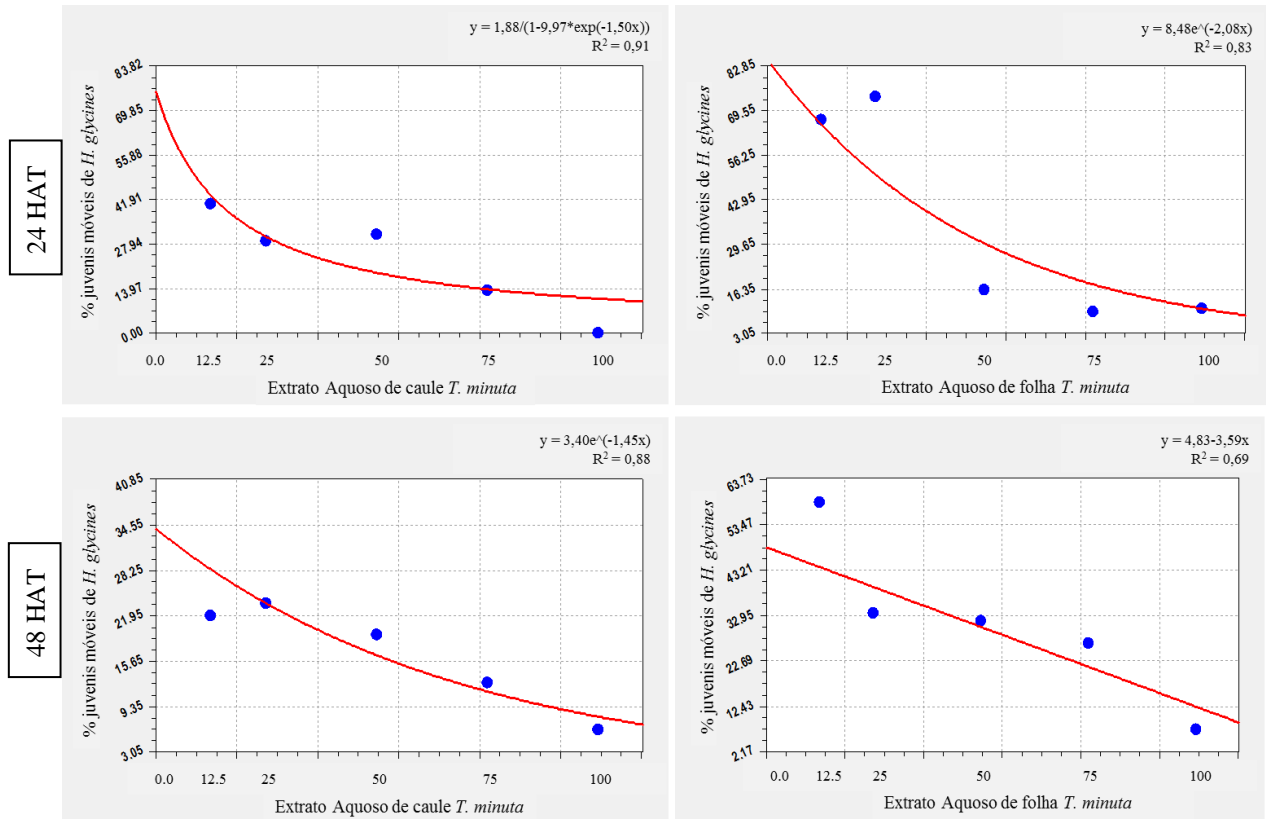 24 HAT
y = 1,88/(1-9,97*exp(-1,50x))
R² = 0,91
% juvenis móveis de H. glycines
83.82
69.85
55.88
41.91
27.94
13.97
0.00
0.0 12.5 25 50 75 100
Extrato Aquoso de caule T. minuta
y = 8,48e^(-2,08x)
R² = 0,83
% juvenis móveis de H. glycines
82.85
69.55
56.25
42.95
29.65
16.35
3.05
0.0 12.5 25 50 75 100
Extrato Aquoso de folha T. minuta
48 HAT
y = 3,40e^(-1,45x)
R² = 0,88
% juvenis móveis de H. glycines
40.85
34.55
28.25
21.95
15.65
9.35
3.05
0.0 12.5 25 50 75 100
Extrato Aquoso de caule T. minuta
y = 4,83-3,59x
R² = 0,69
% juvenis móveis de H. glycines
63.73
53.47
43.21
32.95
22.69
12.43
2.17
0.0 12.5 25 50 75 100
Extrato Aquoso de folha T. minuta